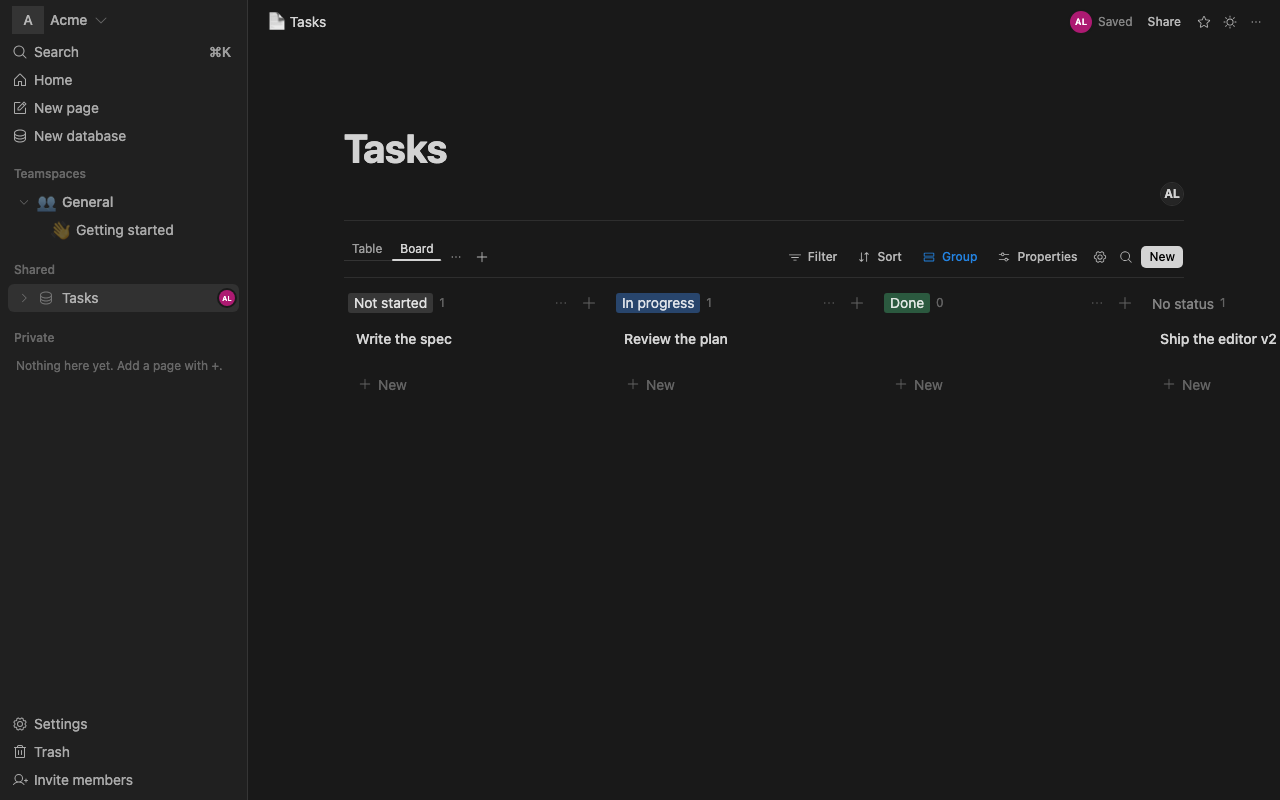 A Acme
Search ⌘K
Home
New page
New database
Teamspaces
General
Getting started
Shared
Tasks AL
Private
Nothing here yet. Add a page with +.
Settings
Trash
Invite members
Tasks
AL Saved Share
Tasks
AL
Table Board
Filter Sort Group Properties New
Not started 1
In progress 1
Done 0
No status 1
Write the spec
Review the plan
Ship the editor v2
New
New
New
New